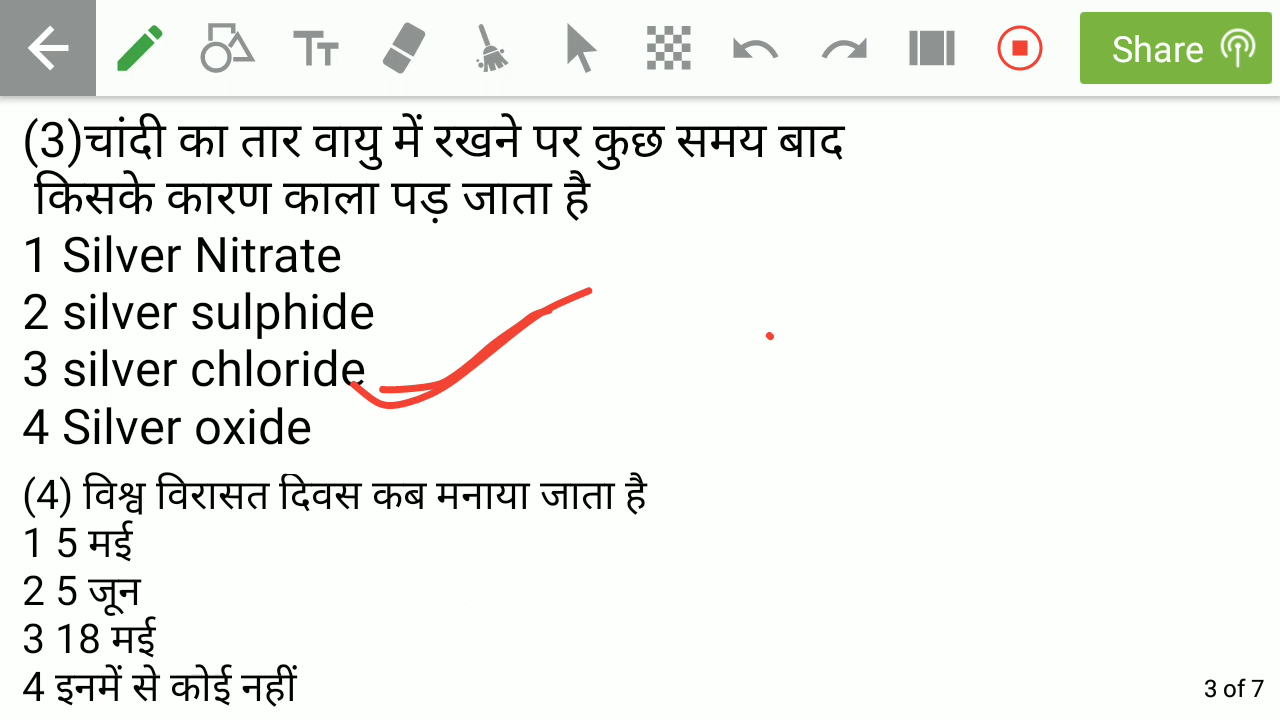 Share
(3)चांदी का तार वायु में रखने पर कुछ समय बाद
किसके कारण काला पड़ जाता है
1 Silver Nitrate
2 silver sulphide
3 silver chloride
4 Silver oxide
(4) विश्व विरासत दिवस कब मनाया जाता है
1 5 मई
2 5 जून
3 18 मई
4 इनमें से कोई नहीं
3 of 7